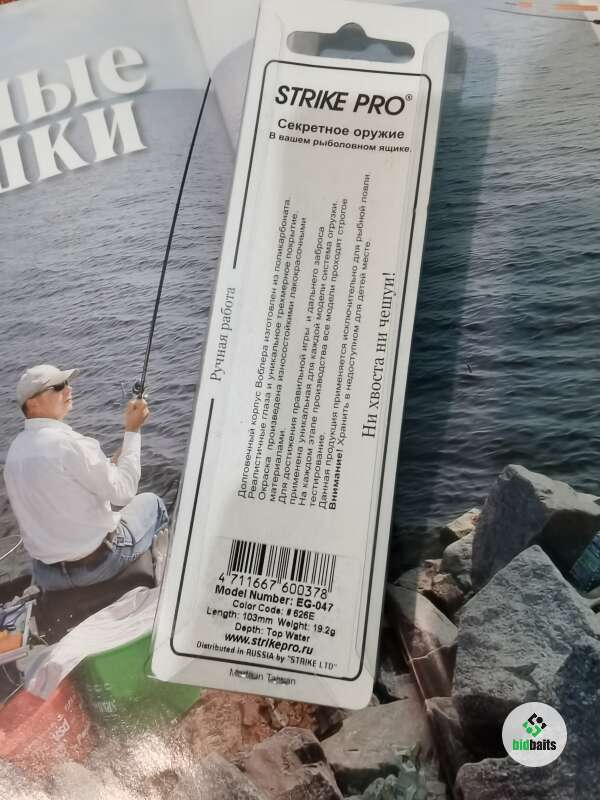 ные
шки
STRIKE PRO®
Секретное оружие
В вашем рыболовном ящике.
Ручная работа
Долговечный корпус Воблера изготовлен из поликарбоната.
Реалистичные глаза и уникальное трехмерное покрытие.
Окраска произведена износостойкими лакокрасочными
материалами.
Для достижения правильной игры и дальнего заброса
применена уникальная для каждой модели система огрузки.
На каждом этапе производства все модели проходят строгое
тестирование.
Данная продукция применяется исключительно для рыбной ловли.
Внимание! Хранить в недоступном для детей месте.
Ни хвоста ни чешуи!
4 711667 600378
Model Number: EG-047
Color Code: # 626E
Length: 103mm Weight: 19.2g
Depth: Top Water
www.strikepro.ru
Distributed in RUSSIA by "STRIKE LTD"
Made in Taiwan
bidbaits